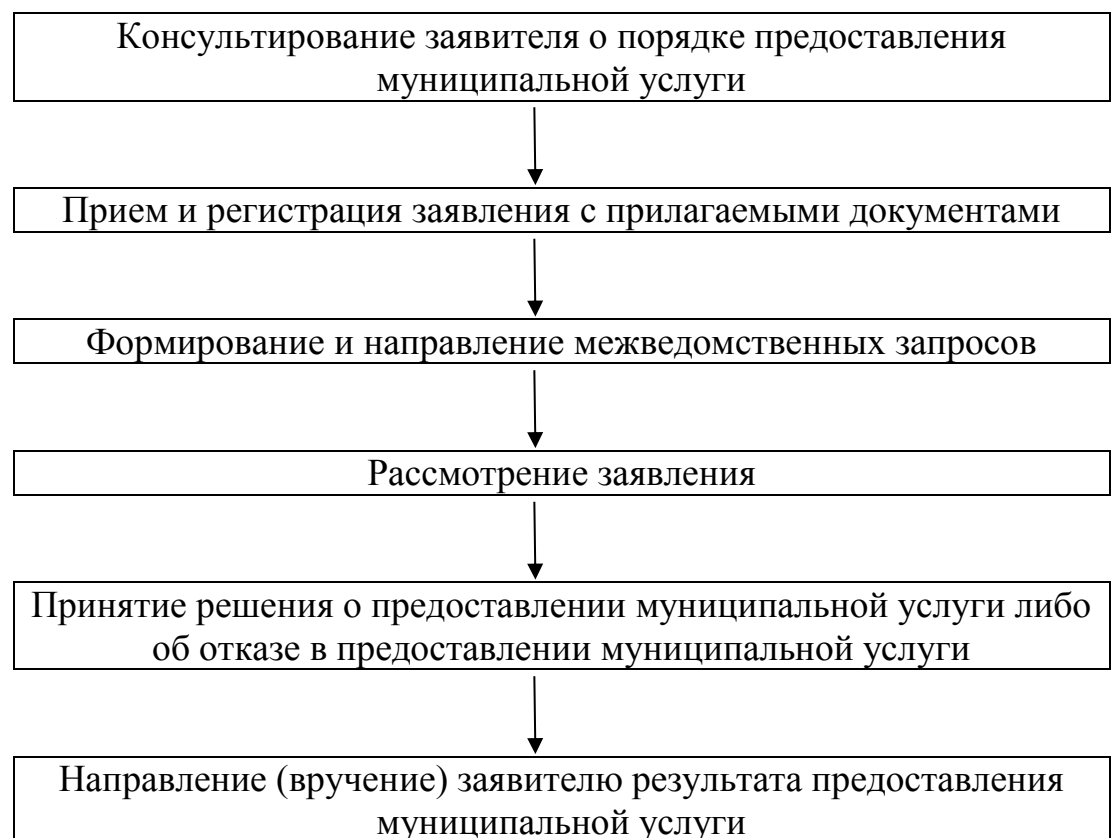 Консультирование заявителя о порядке предоставления
муниципальной услуги
Прием и регистрация заявления с прилагаемыми документами
Формирование и направление межведомственных запросов
Рассмотрение заявления
Принятие решения о предоставлении муниципальной услуги либо
об отказе в предоставлении муниципальной услуги
Направление (вручение) заявителю результата предоставления
муниципальной услуги